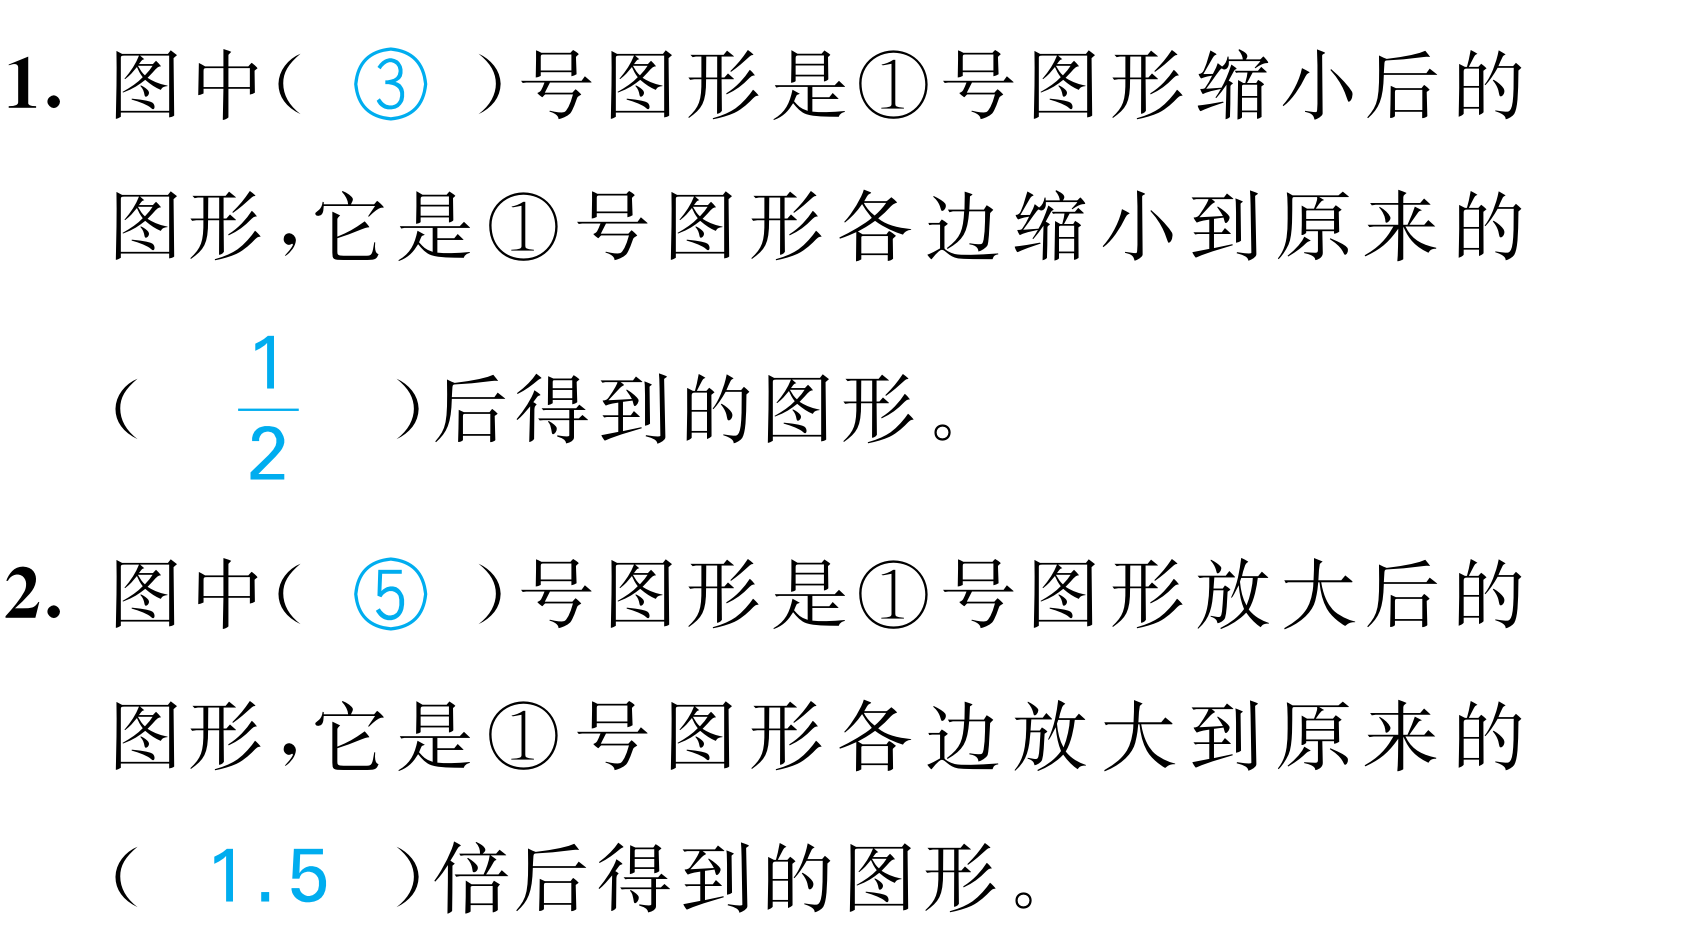 1. 图中( ③ )号图形是①号图形缩小后的
图形,它是①号图形各边缩小到原来的
( 1/2 )后得到的图形。
2. 图中( ⑤ )号图形是①号图形放大后的
图形,它是①号图形各边放大到原来的
( 1.5 )倍后得到的图形。